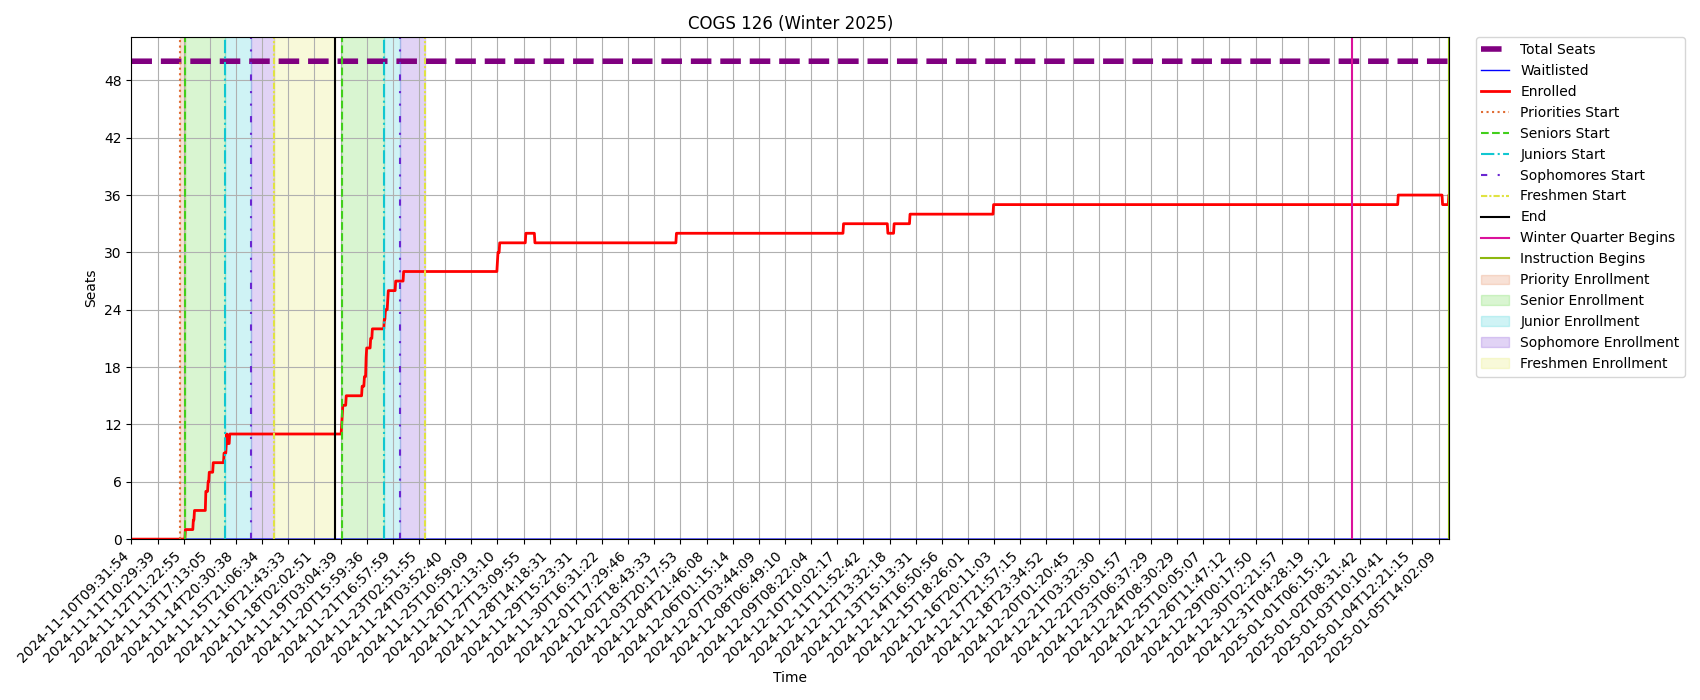 COGS 126 (Winter 2025)
Seats
48
42
36
30
24
18
12
6
0
2024-11-10T09:31:54
2024-11-11T10:29:39
2024-11-12T11:22:55
2024-11-13T17:13:05
2024-11-14T20:30:38
2024-11-15T21:06:34
2024-11-16T21:43:33
2024-11-18T02:02:51
2024-11-19T03:04:39
2024-11-20T15:59:36
2024-11-21T16:57:59
2024-11-23T02:51:55
2024-11-24T03:52:40
2024-11-25T10:59:09
2024-11-26T12:13:10
2024-11-27T13:09:55
2024-11-28T14:18:31
2024-11-29T15:23:31
2024-11-30T16:31:22
2024-12-01T17:29:46
2024-12-02T18:43:33
2024-12-03T20:17:53
2024-12-04T21:46:08
2024-12-06T01:15:14
2024-12-07T03:44:09
2024-12-08T06:49:10
2024-12-09T08:22:04
2024-12-10T10:02:17
2024-12-11T11:52:42
2024-12-12T13:32:18
2024-12-13T15:13:31
2024-12-14T16:50:56
2024-12-15T18:26:01
2024-12-16T20:11:03
2024-12-17T21:57:15
2024-12-18T23:34:52
2024-12-20T01:20:45
2024-12-21T03:32:30
2024-12-22T05:01:57
2024-12-23T06:37:29
2024-12-24T08:30:29
2024-12-25T10:05:07
2024-12-26T11:47:12
2024-12-29T00:17:50
2024-12-30T02:21:57
2024-12-31T04:28:19
2025-01-01T06:15:12
2025-01-02T08:31:42
2025-01-03T10:10:41
2025-01-04T12:21:15
2025-01-05T14:02:09
Time
Total Seats
Waitlisted
Enrolled
Priorities Start
Seniors Start
Juniors Start
Sophomores Start
Freshmen Start
End
Winter Quarter Begins
Instruction Begins
Priority Enrollment
Senior Enrollment
Junior Enrollment
Sophomore Enrollment
Freshmen Enrollment